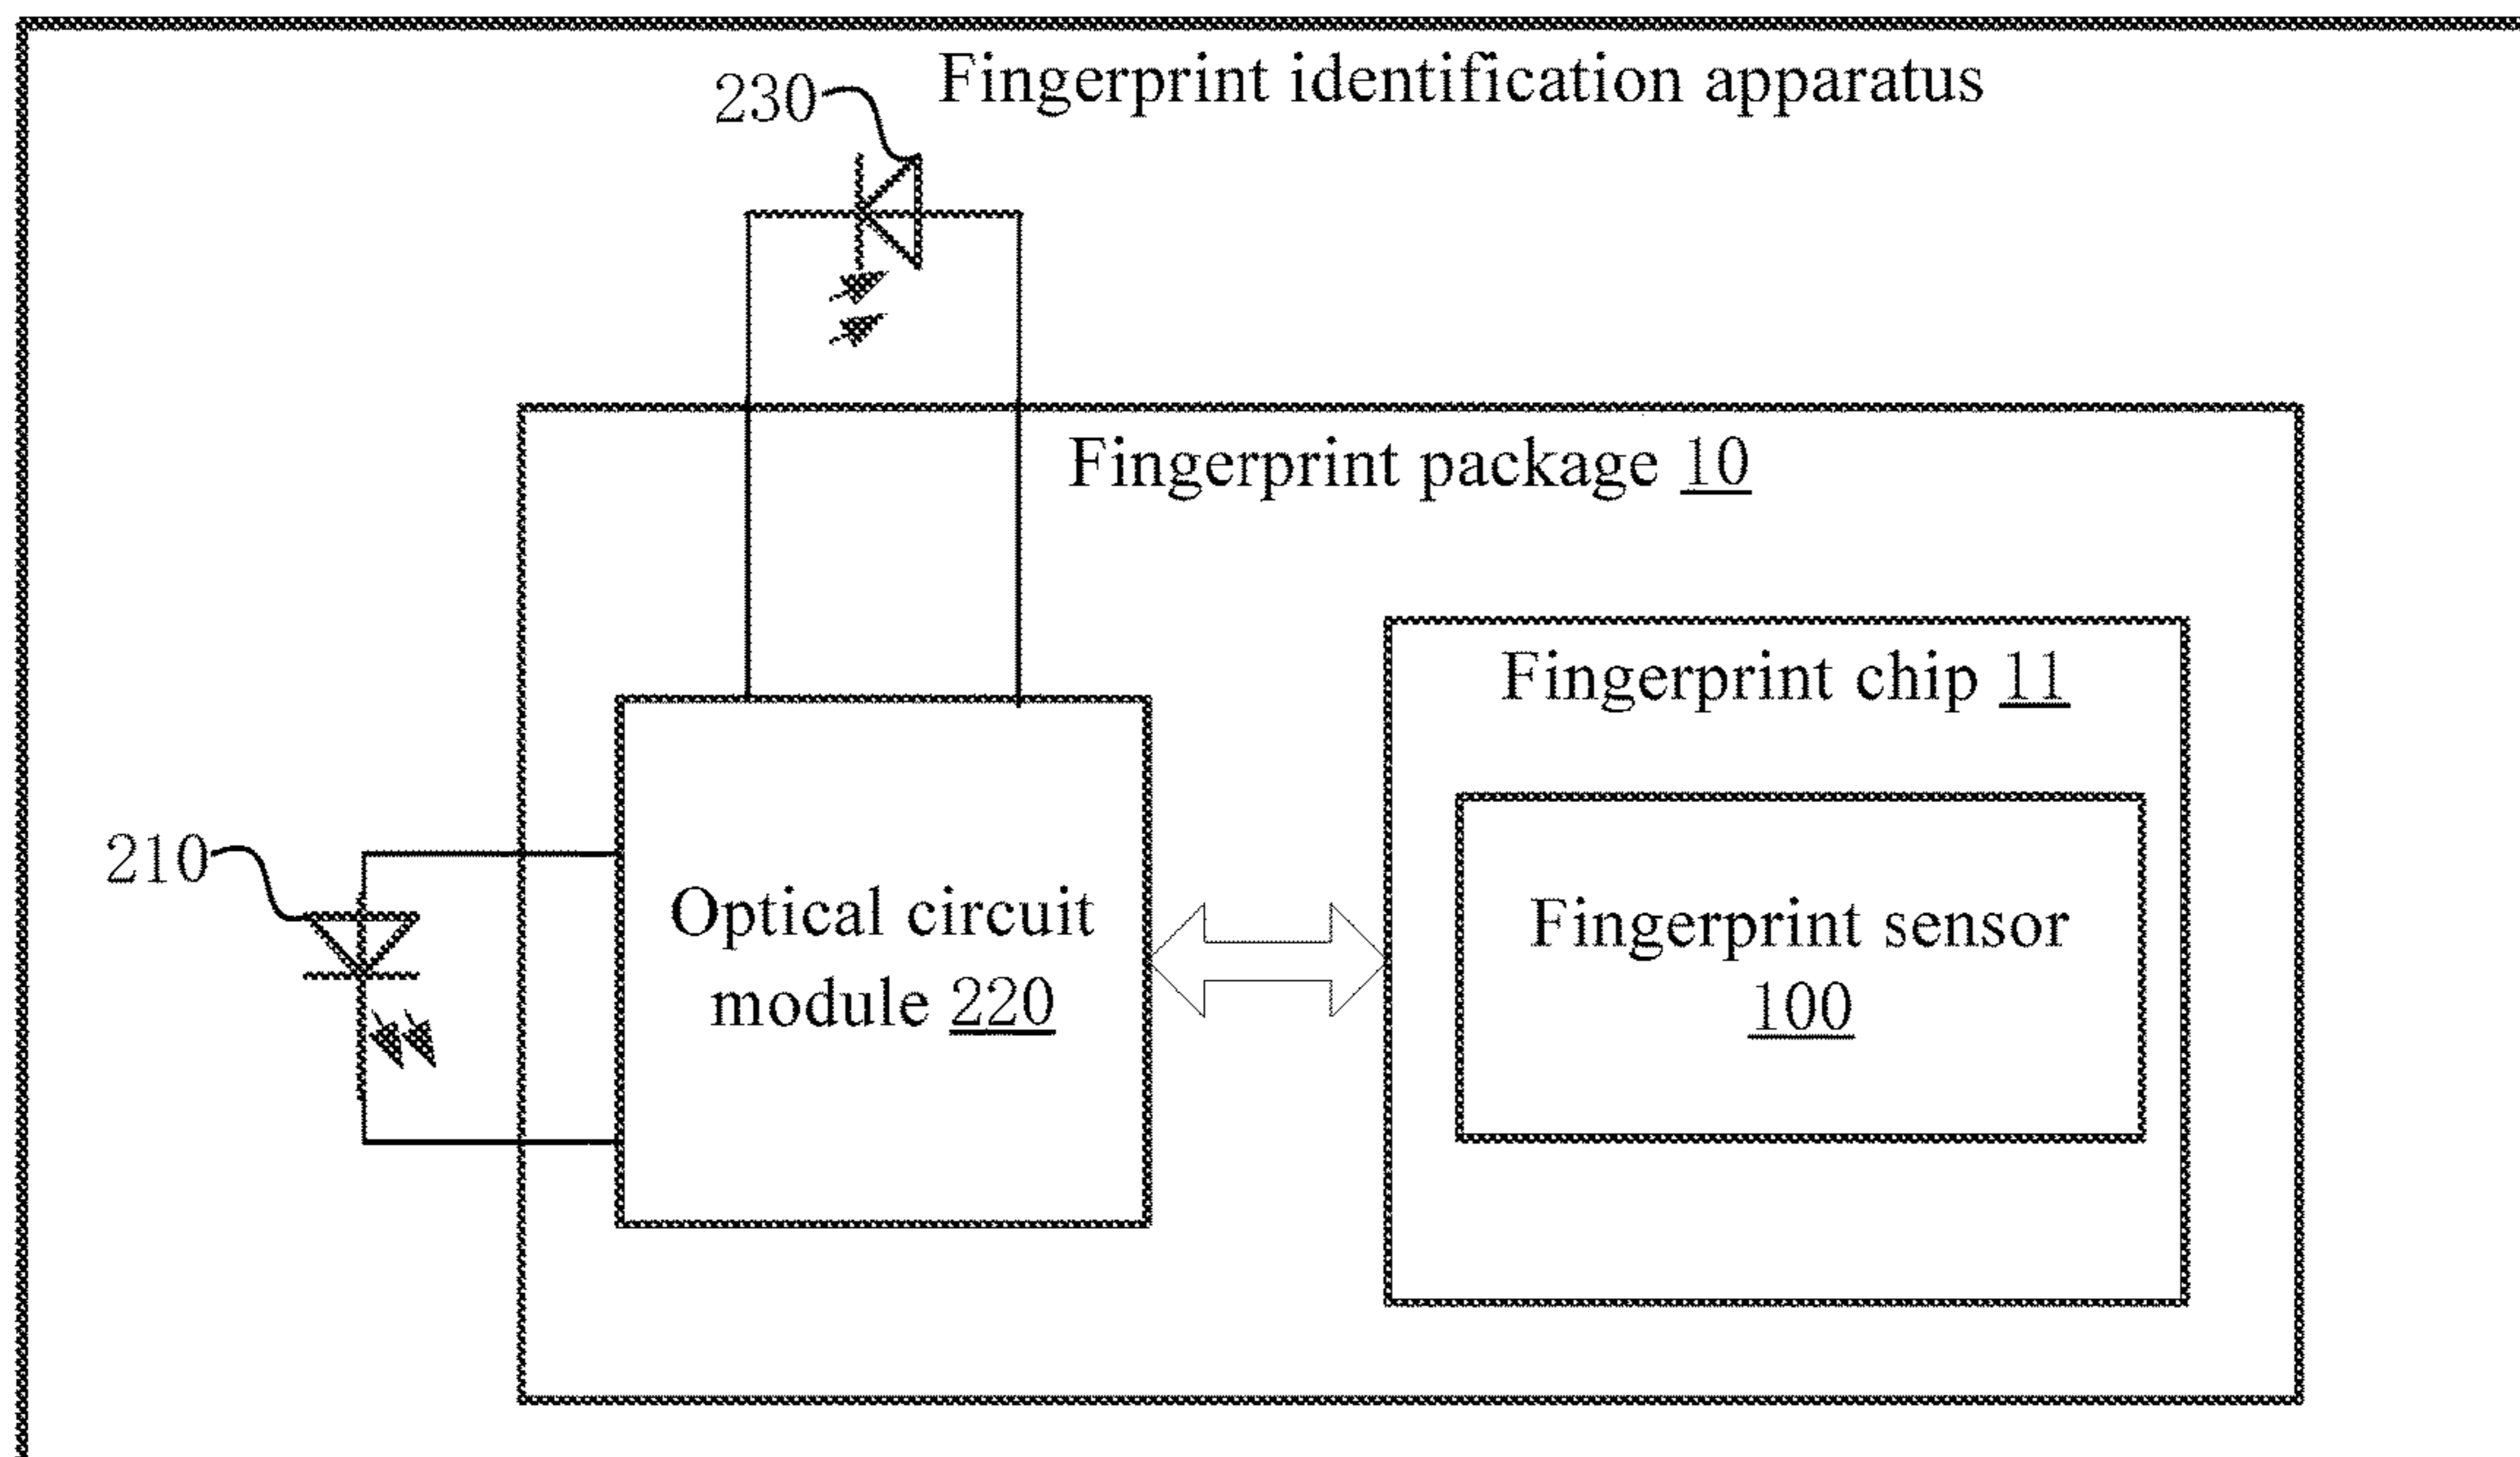 Fingerprint identification apparatus
230
Fingerprint package 10
Fingerprint chip 11
210
Optical circuit
module 220
Fingerprint sensor
100